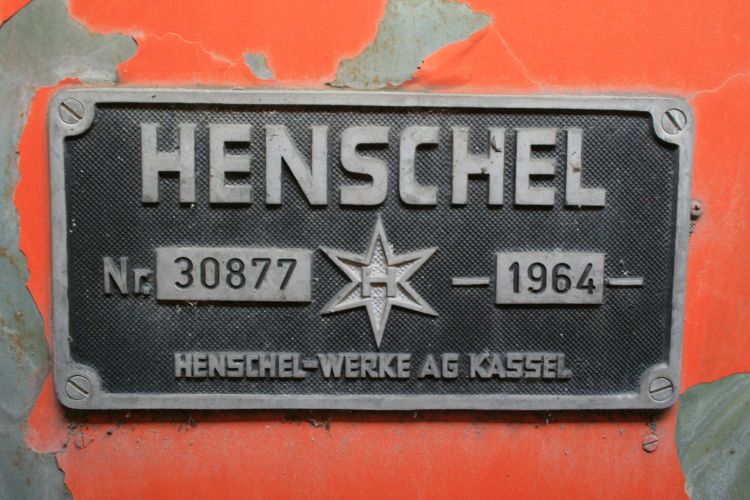 HENSCHEL
Nr. 30877 H — 1964 —
HENSCHEL-WERKE AG KASSEL